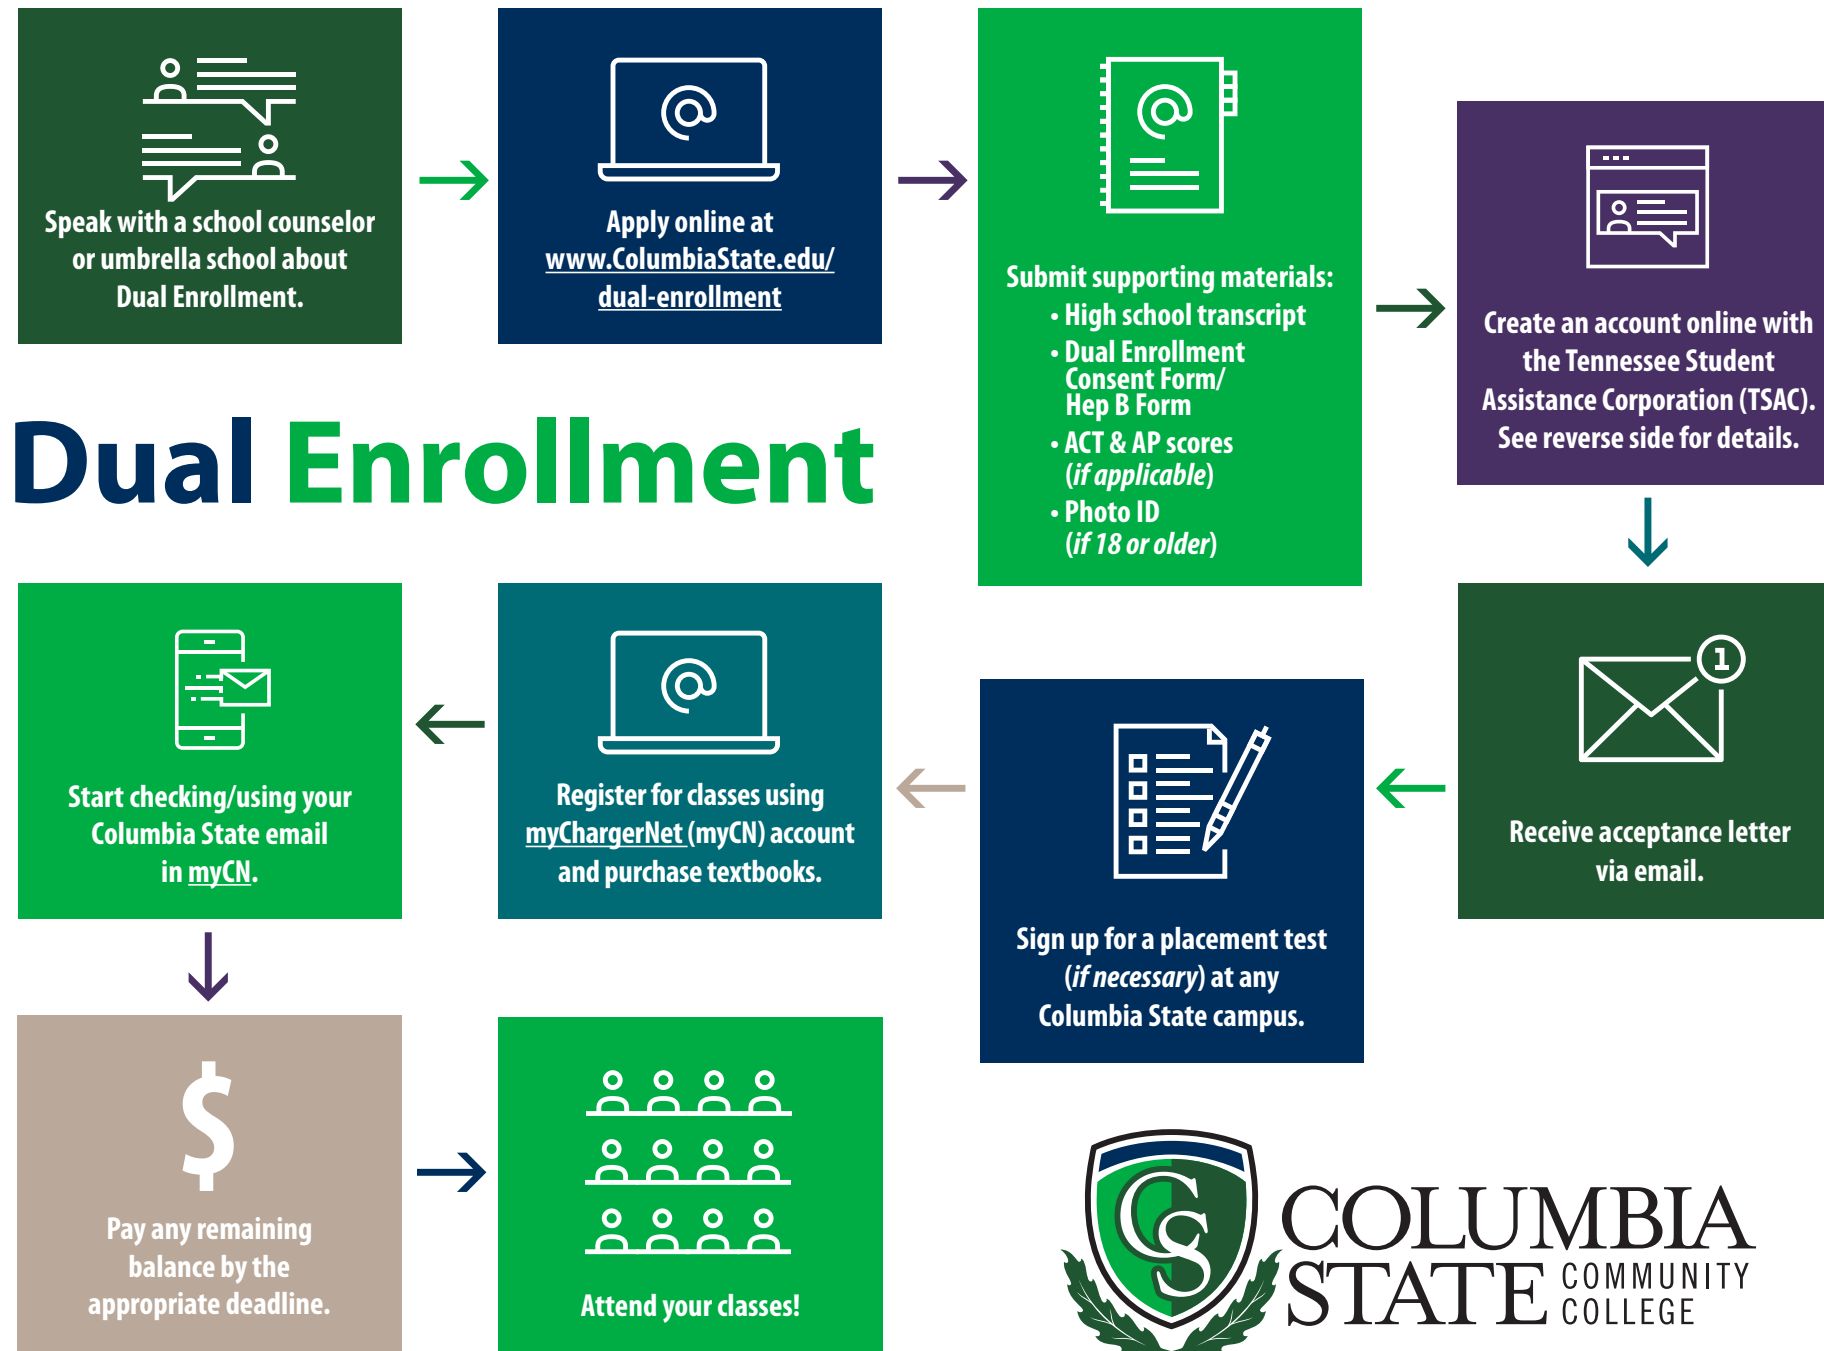 Speak with a school counselor
or umbrella school about
Dual Enrollment.
Apply online at
www.ColumbiaState.edu/
dual-enrollment
Submit supporting materials:
• High school transcript
• Dual Enrollment
Consent Form/
Hep B Form
• ACT & AP scores
(if applicable)
• Photo ID
(if 18 or older)
Create an account online with
the Tennessee Student
Assistance Corporation (TSAC).
See reverse side for details.
Dual Enrollment
1
Receive acceptance letter
via email.
Sign up for a placement test
(if necessary) at any
Columbia State campus.
Register for classes using
myChargerNet (myCN) account
and purchase textbooks.
Start checking/using your
Columbia State email
in myCN.
$
Pay any remaining
balance by the
appropriate deadline.
Attend your classes!
CS
COLUMBIA
STATE COMMUNITY
COLLEGE